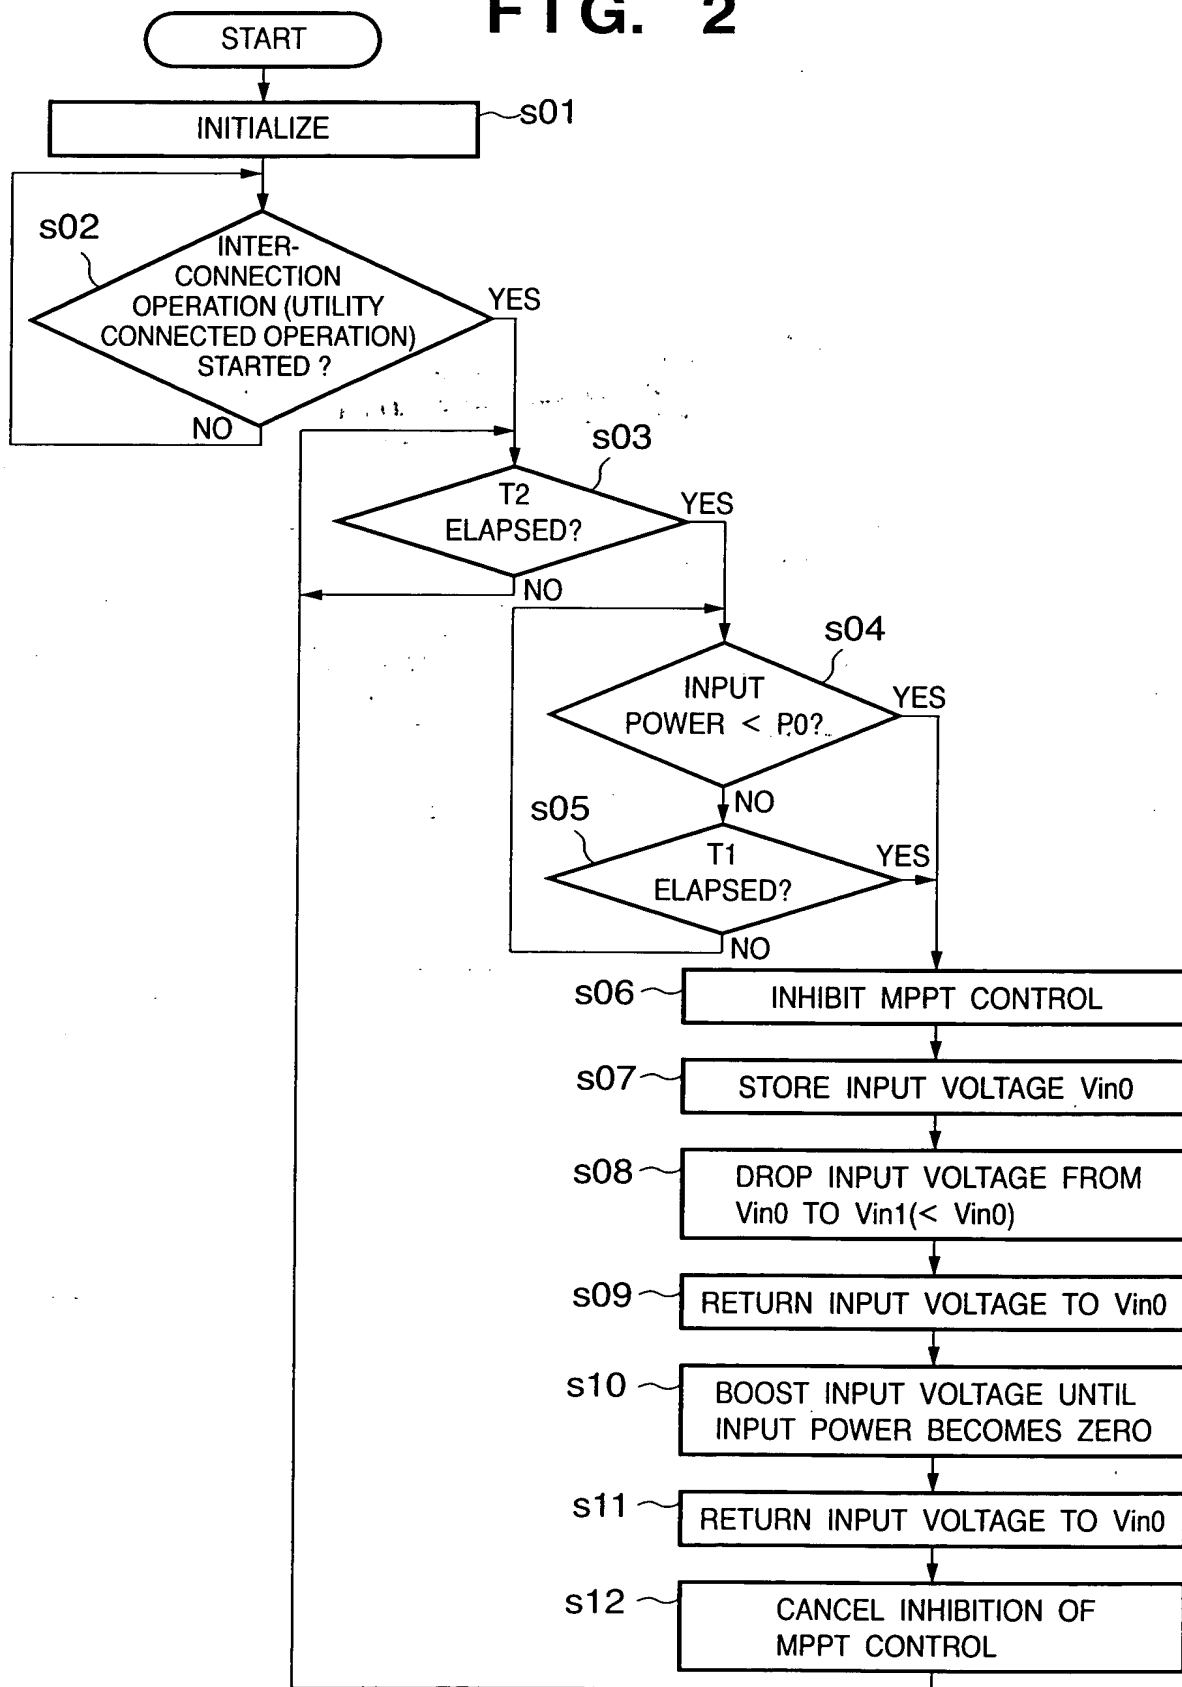 FIG. 2
START
INITIALIZE
s01
s02
INTER-
CONNECTION
OPERATION (UTILITY
CONNECTED OPERATION)
STARTED ?
YES
NO
s03
T2
ELAPSED?
YES
NO
s04
INPUT
POWER < P0?
YES
NO
s05
T1
ELAPSED?
YES
NO
s06
INHIBIT MPPT CONTROL
s07
STORE INPUT VOLTAGE Vin0
s08
DROP INPUT VOLTAGE FROM
Vin0 TO Vin1(< Vin0)
s09
RETURN INPUT VOLTAGE TO Vin0
s10
BOOST INPUT VOLTAGE UNTIL
INPUT POWER BECOMES ZERO
s11
RETURN INPUT VOLTAGE TO Vin0
s12
CANCEL INHIBITION OF
MPPT CONTROL